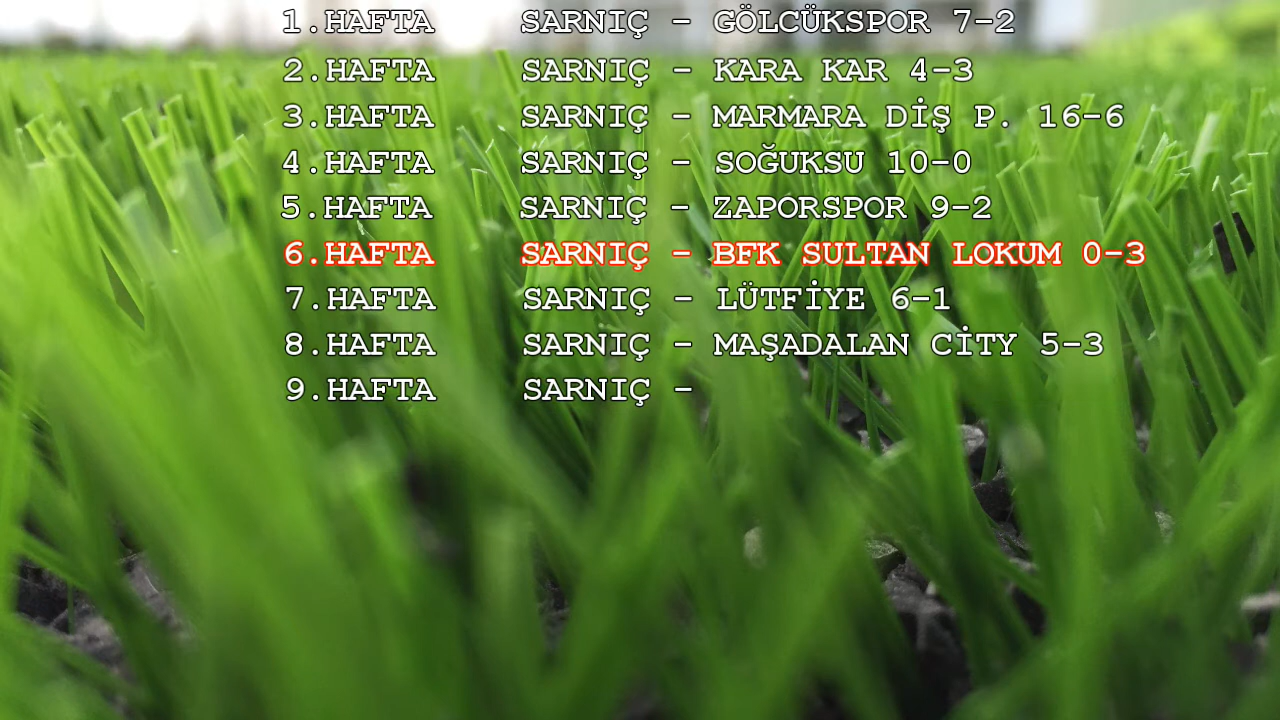 1.HAFTA SARNIÇ - GÖLCÜKSPOR 7-2
2.HAFTA SARNIÇ - KARA KAR 4-3
3.HAFTA SARNIÇ - MARMARA DİŞ P. 16-6
4.HAFTA SARNIÇ - SOĞUKSU 10-0
5.HAFTA SARNIÇ - ZAPORSPOR 9-2
6.HAFTA SARNIÇ - BFK SULTAN LOKUM 0-3
7.HAFTA SARNIÇ - LÜTFİYE 6-1
8.HAFTA SARNIÇ - MAŞADALAN CİTY 5-3
9.HAFTA SARNIÇ -